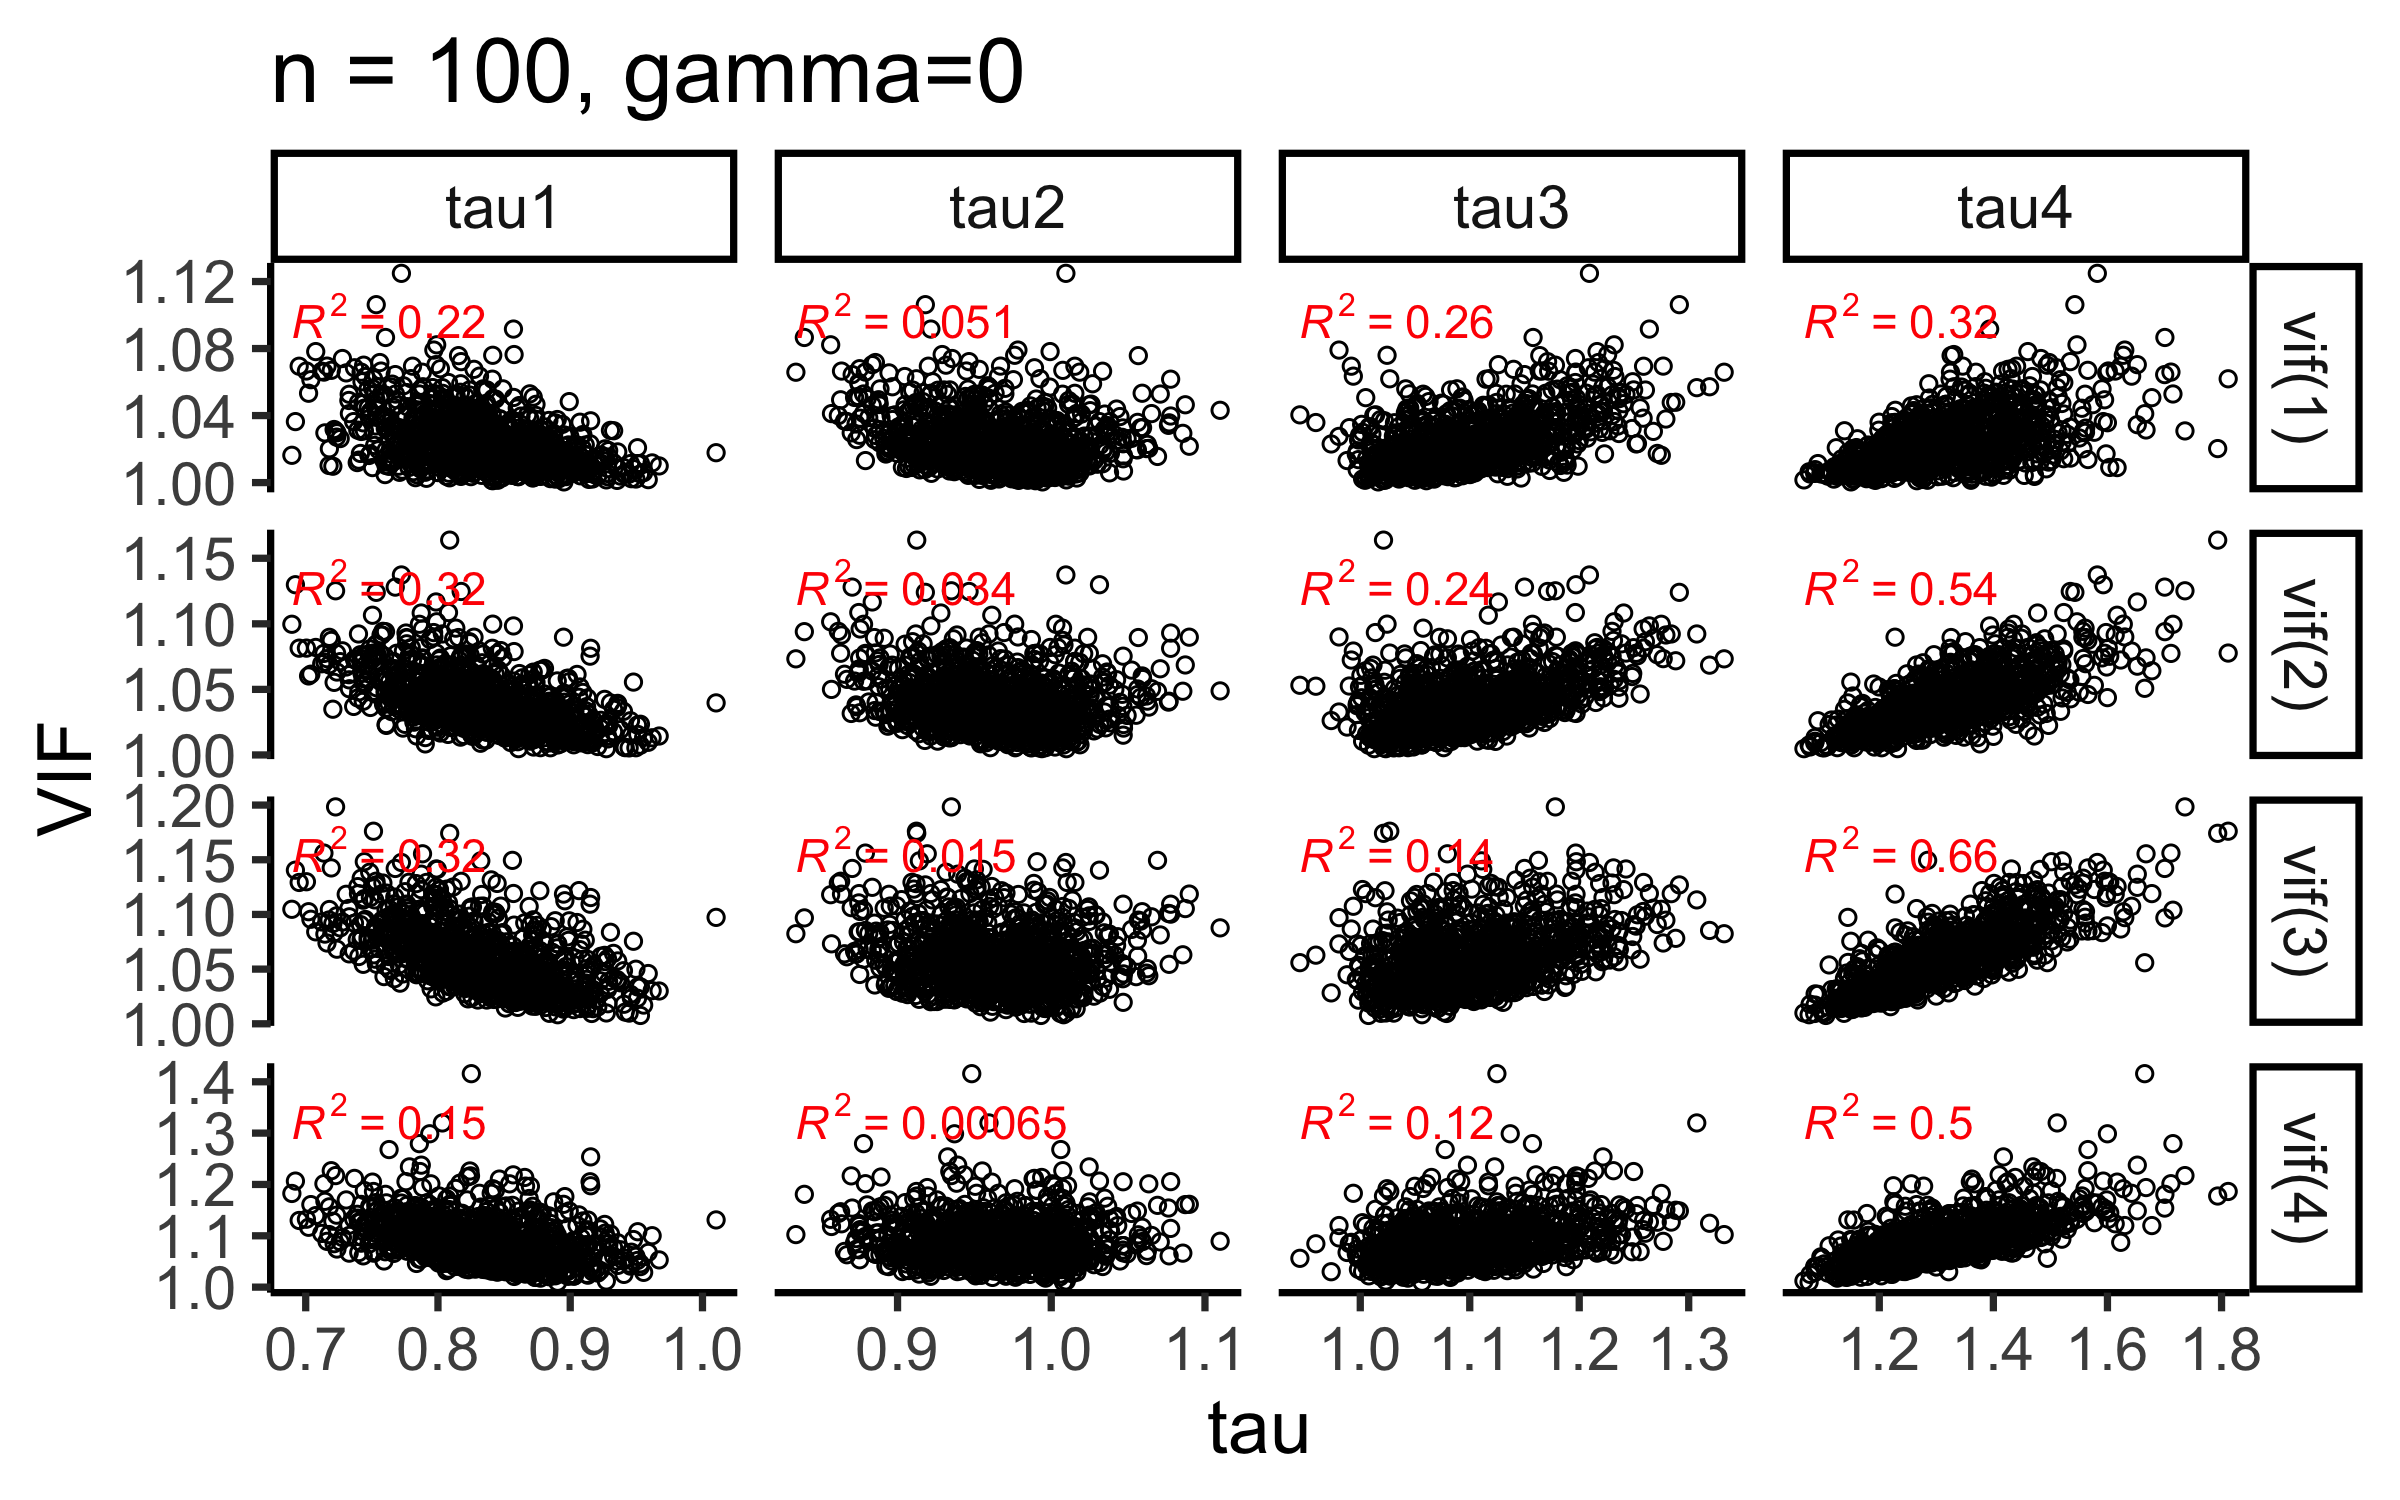 n = 100, gamma=0
tau1 tau2 tau3 tau4
1.12
R² = 0.22 R² = 0.051 R² = 0.26 R² = 0.32
1.08
1.04
1.00
vif(1)
1.15
R² = 0.32 R² = 0.034 R² = 0.24 R² = 0.54
1.10
1.05
1.00
vif(2)
VIF
1.20
1.15
R² = 0.32 R² = 0.015 R² = 0.14 R² = 0.66
1.10
1.05
1.00
vif(3)
1.4
1.3
R² = 0.15 R² = 0.00065 R² = 0.12 R² = 0.5
1.2
1.1
1.0
vif(4)
0.7 0.8 0.9 1.0 0.9 1.0 1.1 1.0 1.1 1.2 1.3 1.2 1.4 1.6 1.8
tau